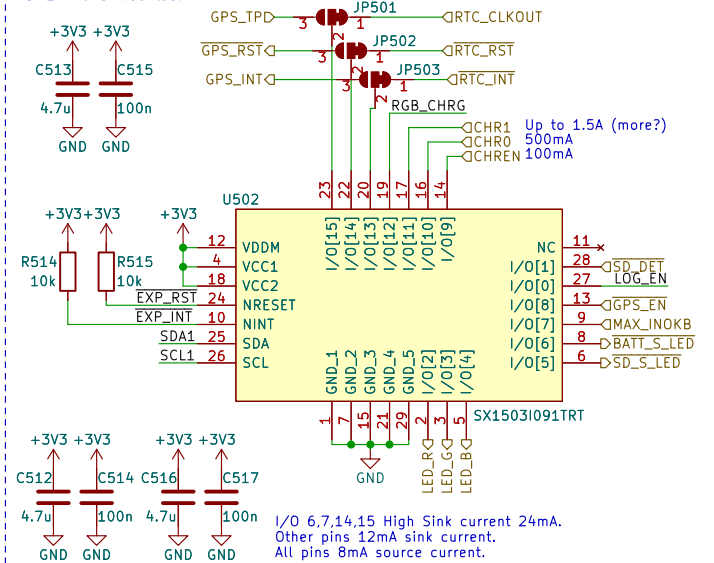 GPS_TP 3 JP501 1 RTC_CLKOUT
2
GPS_RST 3 JP502 1 RTC_RST
2
GPS_INT 3 JP503 1 RTC_INT
2
+3V3 +3V3
C513 C515
4.7u 100n
GND GND
RGB_CHRG
CHR1 Up to 1.5A (more?)
CHR0 500mA
CHREN 100mA
23 22 20 19 17 16 14
U502
I/O[15] I/O[14] I/O[13] I/O[12] I/O[11] I/O[10] I/O[9]
+3V3 +3V3 +3V3
R514 R515
10k 10k
12 VDDM
4 VCC1
18 VCC2
EXP_RST 24 NRESET
EXP_INT 10 NINT
SDA1 25 SDA
SCL1 26 SCL
NC 11
I/O[1] 28 SD_DET
I/O[0] 27 LOG_EN
I/O[8] 13 GPS_EN
I/O[7] 9 MAX_INOKB
I/O[6] 8 BATT_S_LED
I/O[5] 6 SD_S_LED
GND_1 GND_2 GND_3 GND_4 GND_5 I/O[2] I/O[3] I/O[4]
1 7 15 21 29 2 3 5
SX1503I091TRT
GND
LED_R LED_G LED_B
+3V3 +3V3 +3V3 +3V3
C512 C514 C516 C517
4.7u 100n 4.7u 100n
GND GND GND GND
I/O 6,7,14,15 High Sink current 24mA.
Other pins 12mA sink current.
All pins 8mA source current.